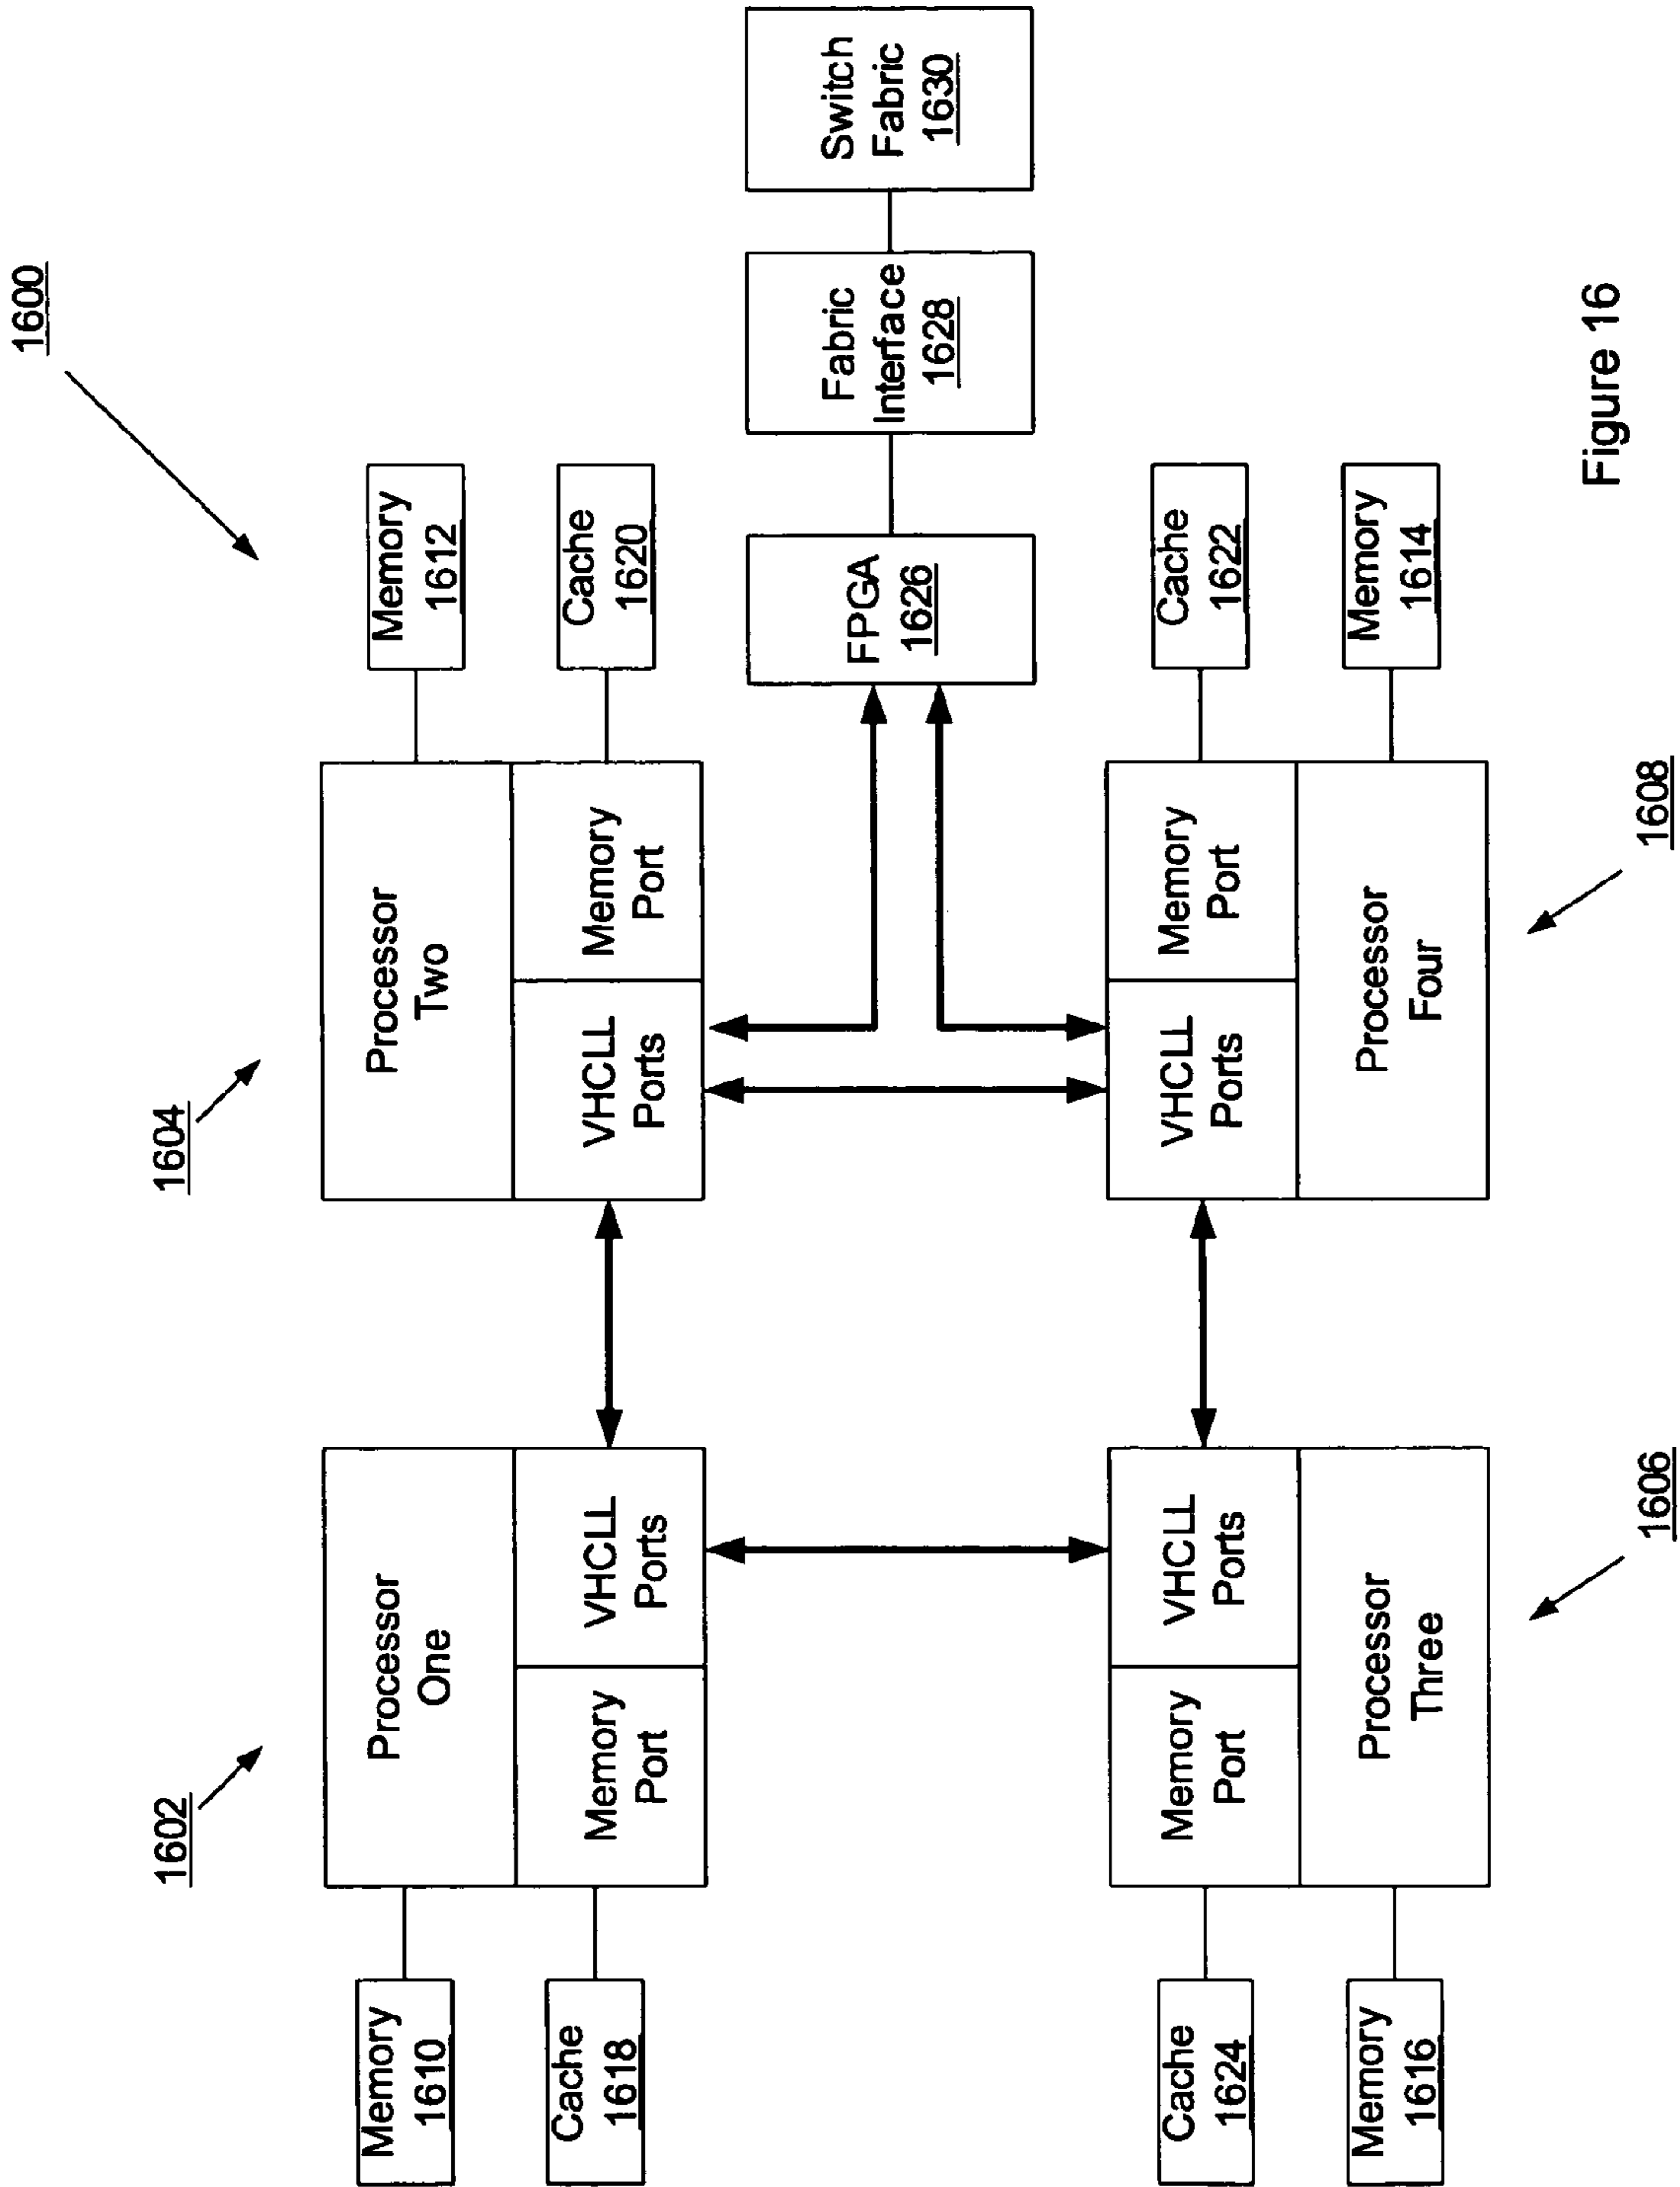 1600
1602
1604
Memory
1610
Processor
One
Processor
Two
Memory
1612
Cache
1618
Memory
Port
VHCLL
Ports
VHCLL
Ports
Memory
Port
Cache
1620
FPGA
1626
Fabric
Interface
1628
Switch
Fabric
1630
Cache
1624
Memory
Port
VHCLL
Ports
VHCLL
Ports
Memory
Port
Cache
1622
Memory
1616
Processor
Three
Processor
Four
Memory
1614
1606
1608
Figure 16